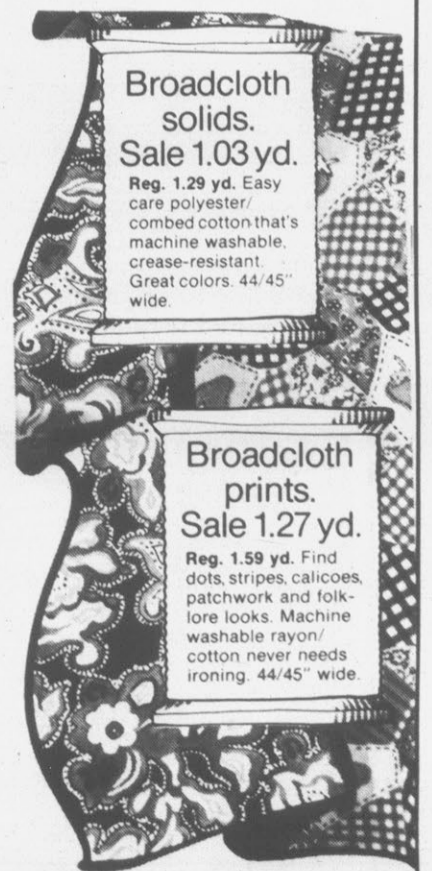 Broadcloth
solids.
Sale 1.03 yd.
Reg. 1.29 yd. Easy
care polyester/
combed cotton that's
machine washable,
crease-resistant.
Great colors. 44/45"
wide.
Broadcloth
prints.
Sale 1.27 yd.
Reg. 1.59 yd. Find
dots, stripes, calicoes,
patchwork and folk-
lore looks. Machine
washable rayon/
cotton never needs
ironing. 44/45" wide.